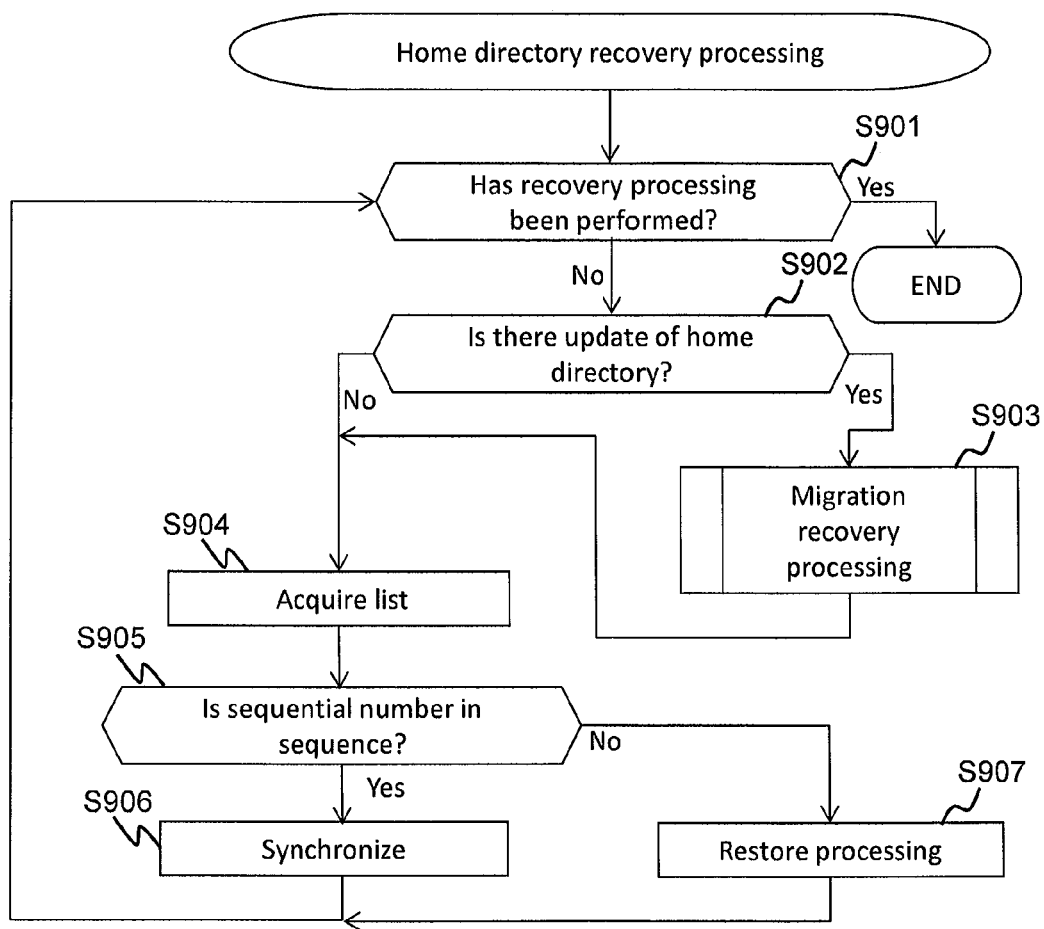 Home directory recovery processing
S901
Has recovery processing
been performed?
Yes
No
S902
END
Is there update of home
directory?
No
Yes
S903
Migration
recovery
processing
S904
Acquire list
S905
Is sequential number in
sequence?
No
Yes
S906
S907
Synchronize
Restore processing